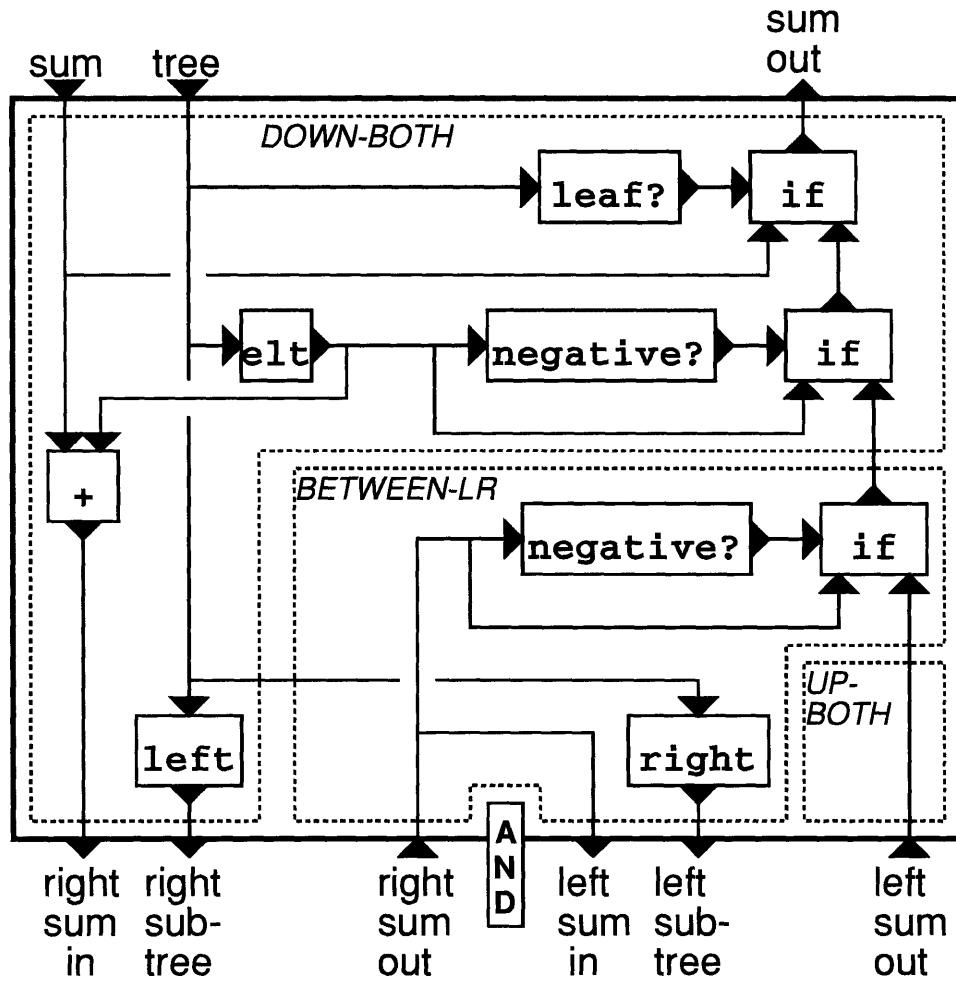 sum
out
sum
tree
DOWN-BOTH
leaf?
if
elt
negative?
if
+
BETWEEN-LR
negative?
if
UP-
BOTH
left
right
A
N
D
right
sum
in
right
sub-
tree
right
sum
out
left
sum
in
left
sub-
tree
left
sum
out